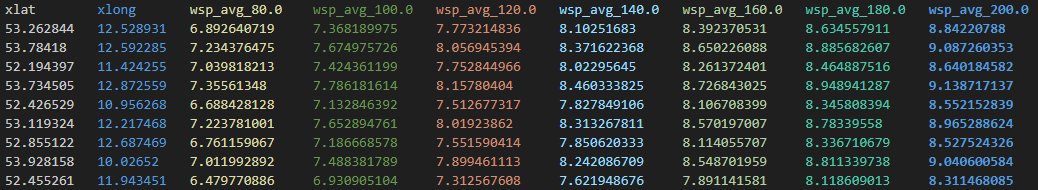 xlat xlong wsp_avg_80.0 wsp_avg_100.0 wsp_avg_120.0 wsp_avg_140.0 wsp_avg_160.0 wsp_avg_180.0 wsp_avg_200.0
53.262844 12.528931 6.892640719 7.368189975 7.773214836 8.10251683 8.392370531 8.634557911 8.84220788
53.78418 12.592285 7.234376475 7.674975726 8.056945394 8.371622368 8.650226088 8.885682607 9.087260353
52.194397 11.424255 7.039818213 7.424361199 7.752844966 8.02295645 8.261372401 8.464887516 8.640184582
53.734505 12.872559 7.35561348 7.786181614 8.15780404 8.460333825 8.726843025 8.948941287 9.138717137
52.426529 10.956268 6.688428128 7.132846392 7.512677317 7.827849106 8.106708399 8.345808394 8.552152839
53.119324 12.217468 7.223781001 7.652894761 8.01923862 8.313267811 8.570197007 8.78339558 8.965288624
52.855122 12.687469 6.761159067 7.186668578 7.551590414 7.850620333 8.114055707 8.336710679 8.527524326
53.928158 10.02652 7.011992892 7.488381789 7.899461113 8.242086709 8.548701959 8.811339738 9.040600584
52.455261 11.943451 6.479770886 6.930905104 7.312567608 7.621948676 7.891141581 8.118609013 8.311468085